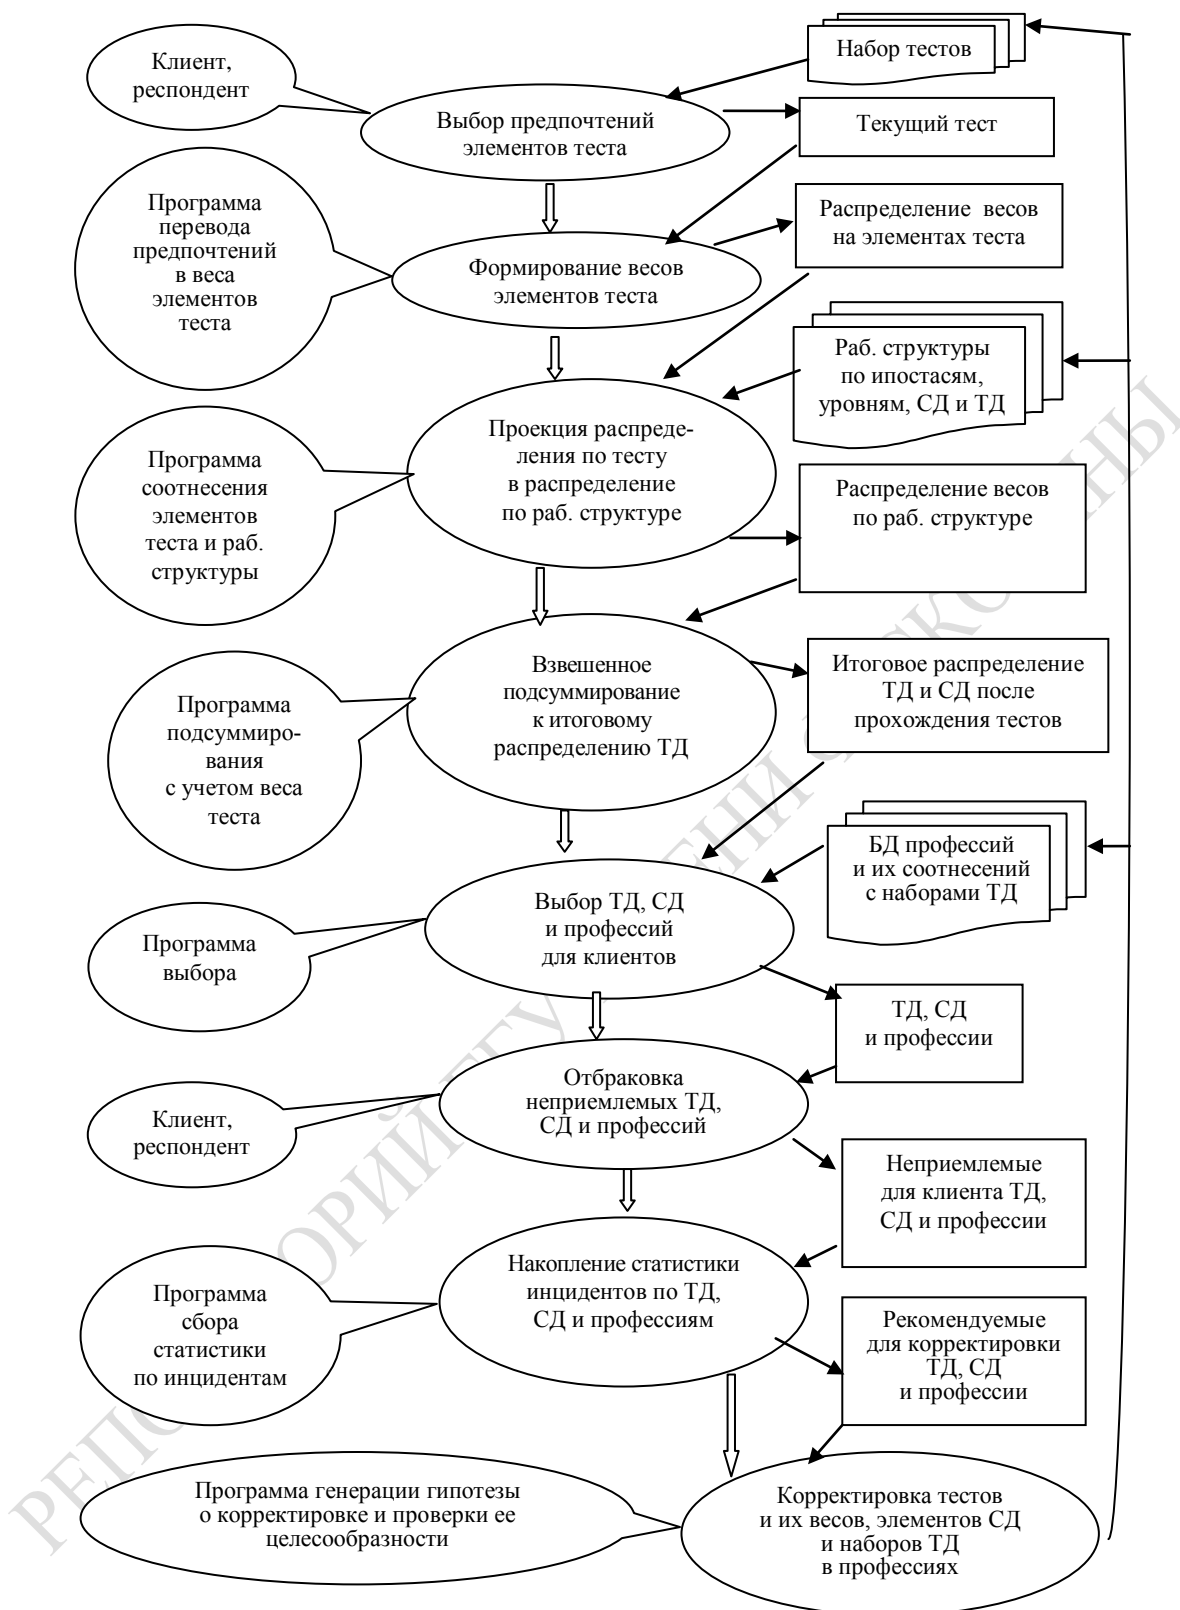 Набор тестов
Клиент,
респондент
Выбор предпочтений
элементов теста
Текущий тест
Программа
перевода
предпочтений
в веса
элементов
теста
Распределение весов
на элементах теста
Формирование весов
элементов теста
Раб. структуры
по ипостасям,
уровням, СД и ТД
Программа
соотнесения
элементов
теста и раб.
структуры
Проекция распреде-
ления по тесту
в распределение
по раб. структуре
Распределение весов
по раб. структуре
Взвешенное
подсуммирование
к итоговому
распределению ТД
Итоговое распределение
ТД и СД после
прохождения тестов
Программа
подсуммиро-
вания
с учетом веса
теста
БД профессий
и их соотнесений
с наборами ТД
Выбор ТД, СД
и профессий
для клиентов
Программа
выбора
ТД, СД
и профессии
Отбраковка
неприемлемых ТД,
СД и профессий
Клиент,
респондент
Неприемлемые
для клиента ТД,
СД и профессии
Накопление статистики
инцидентов по ТД,
СД и профессиям
Программа
сбора
статистики
по инцидентам
Рекомендуемые
для корректировки
ТД, СД
и профессии
Программа генерации гипотезы
о корректировке и проверки ее
целесообразности
Корректировка тестов
и их весов, элементов СД
и наборов ТД
в профессиях